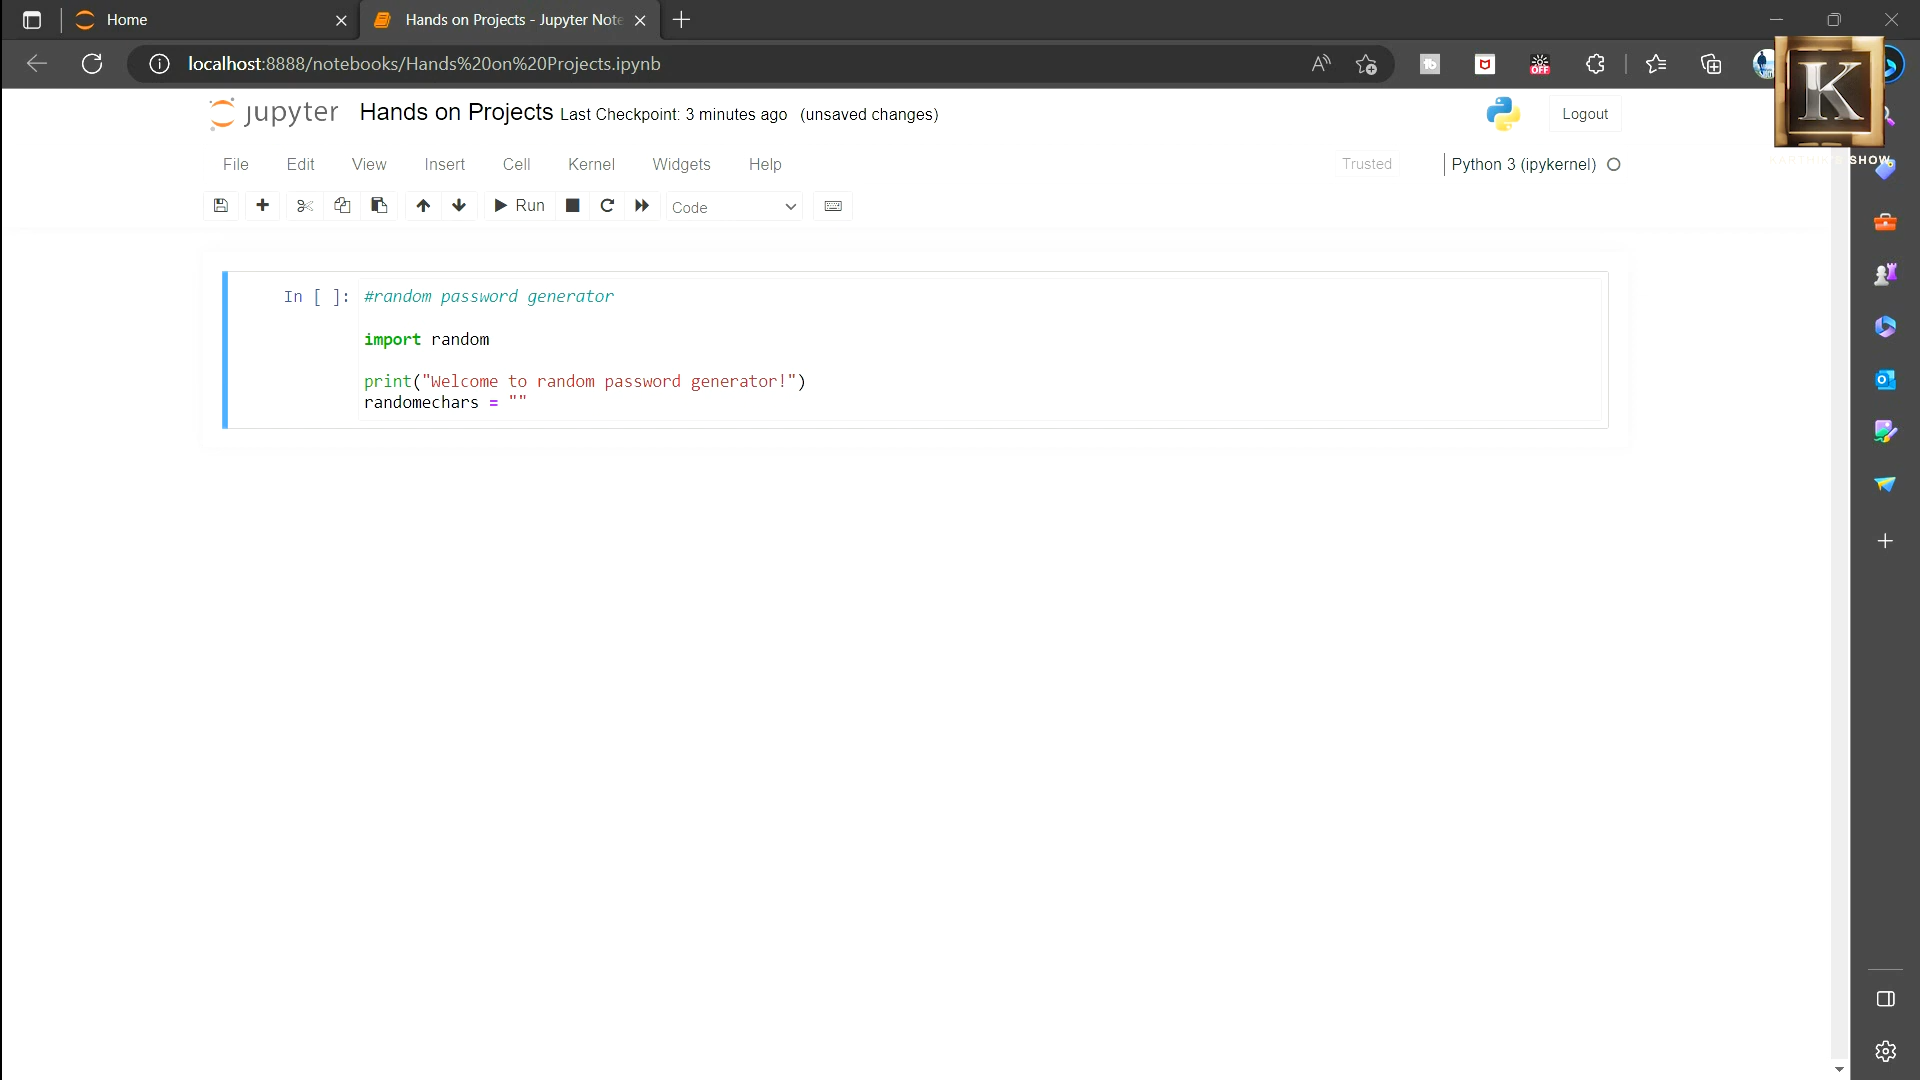 Home
Hands on Projects - Jupyter Note
localhost:8888/notebooks/Hands%20on%20Projects.ipynb
jupyter Hands on Projects Last Checkpoint: 3 minutes ago (unsaved changes)
Logout
K
SHOW
File Edit View Insert Cell Kernel Widgets Help
Trusted
Python 3 (ipykernel)
Run
Code
In [ ]: #random password generator
import random
print("Welcome to random password generator!")
randomechars = ""